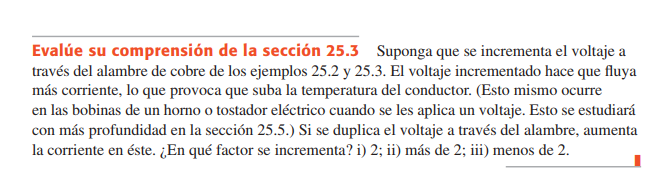 Evalúe su comprensión de la sección 25.3 Suponga que se incrementa el voltaje a
través del alambre de cobre de los ejemplos 25.2 y 25.3. El voltaje incrementado hace que fluya
más corriente, lo que provoca que suba la temperatura del conductor. (Esto mismo ocurre
en las bobinas de un horno o tostador eléctrico cuando se les aplica un voltaje. Esto se estudiará
con más profundidad en la sección 25.5.) Si se duplica el voltaje a través del alambre, aumenta
la corriente en éste. ¿En qué factor se incrementa? i) 2; ii) más de 2; iii) menos de 2.